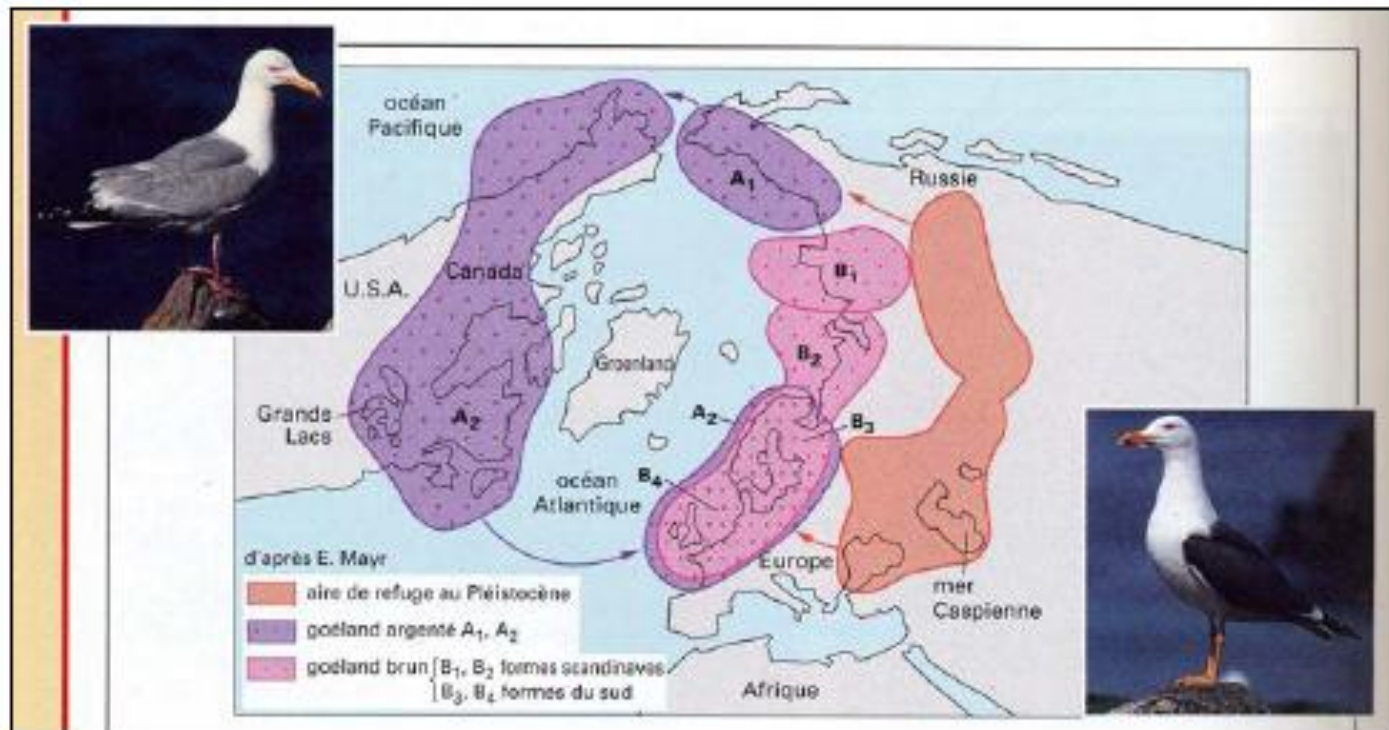 océan
Pacifique
Russie
A1
B1
Canada
U.S.A.
B2
Groenland
A2
Grands
Lacs
A2
B3
océan
Atlantique
B4
Europe
mer
Caspienne
d'après E. Mayr
aire de refuge au Pléistocène
goéland argenté A1, A2
goéland brun { B1, B2 formes scandinaves
B3, B4 formes du sud
Afrique